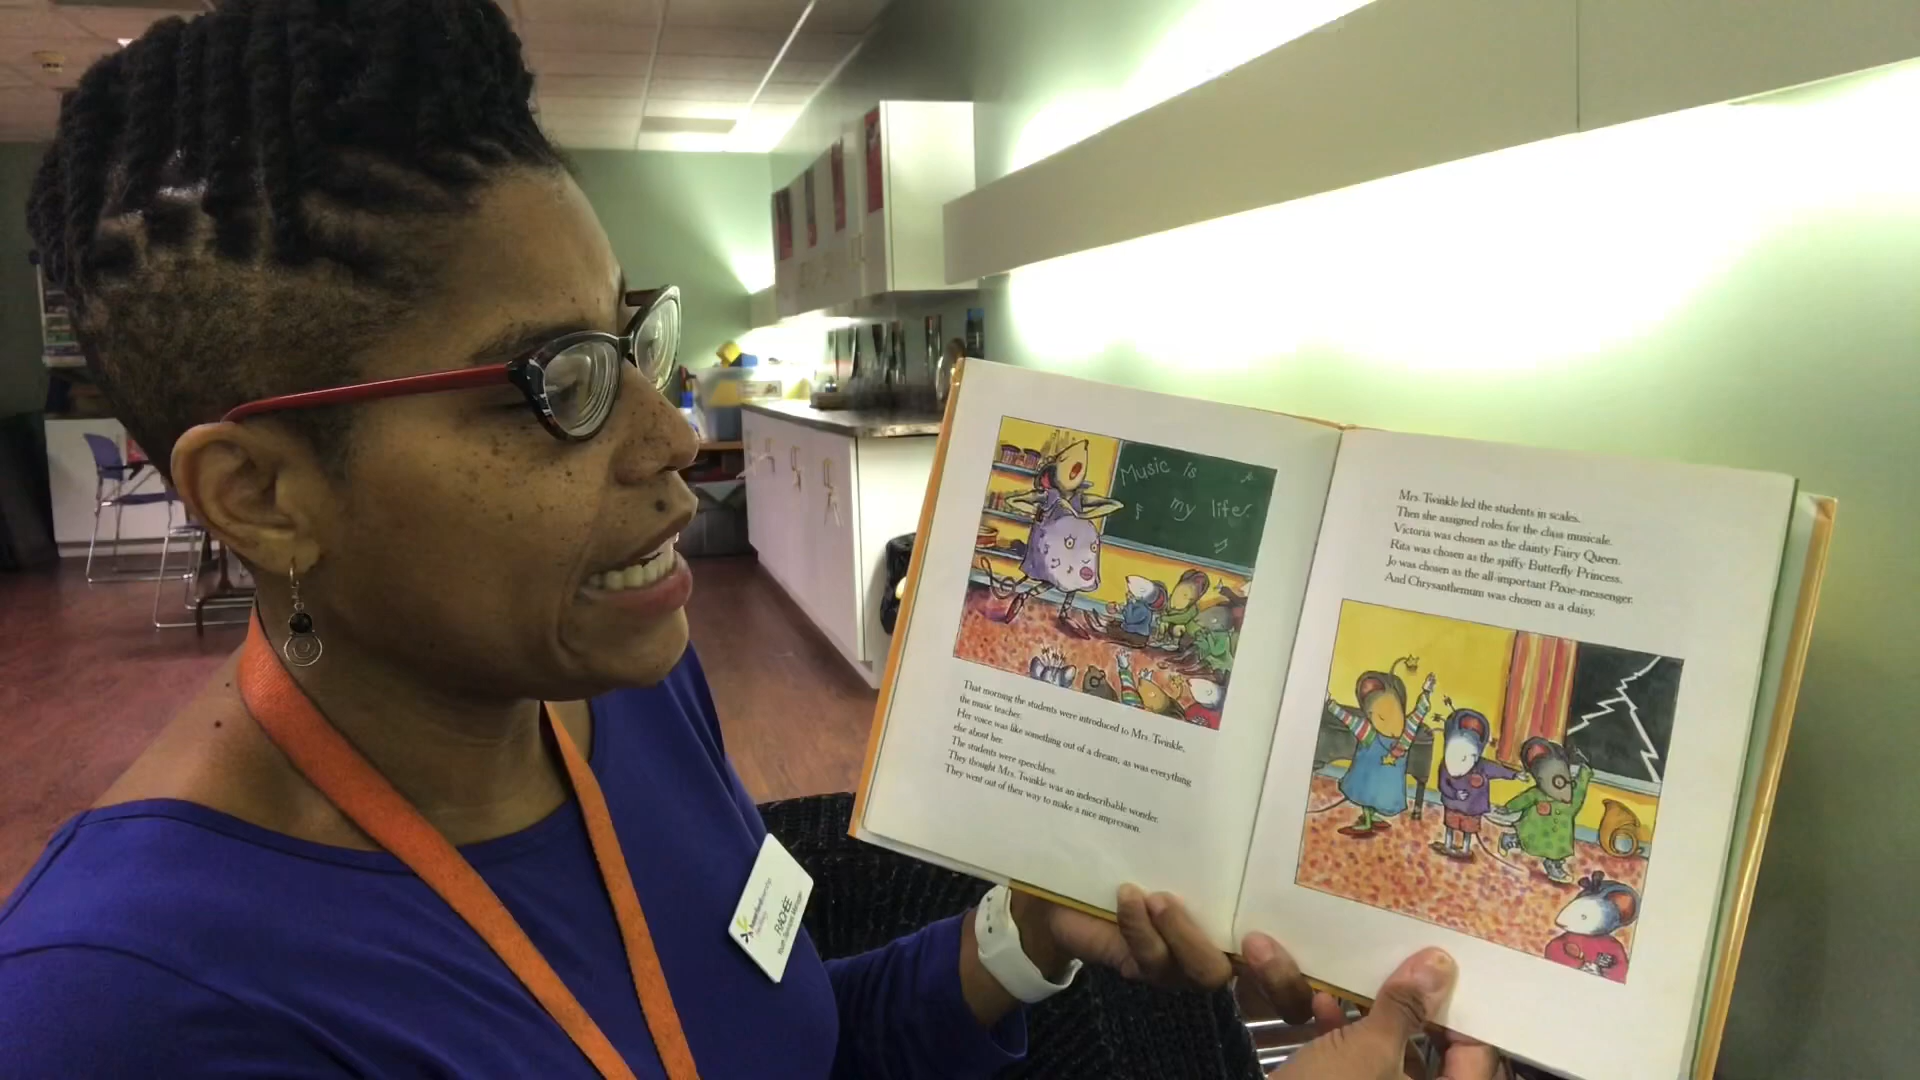 Music is
my life!
That morning the students were introduced to Mrs. Twinkle,
the music teacher.
Her voice was like something out of a dream, as was everything
else about her.
The students were speechless.
They thought Mrs. Twinkle was an indescribable wonder.
They went out of their way to make a nice impression.
Mrs. Twinkle led the students in scales.
Then she assigned roles for the class musicale.
Victoria was chosen as the dainty Fairy Queen.
Rita was chosen as the spiffy Butterfly Princess.
Jo was chosen as the all-important Pixie-messenger.
And Chrysanthemum was chosen as a daisy.
RACHÉE
Youth Services Manager